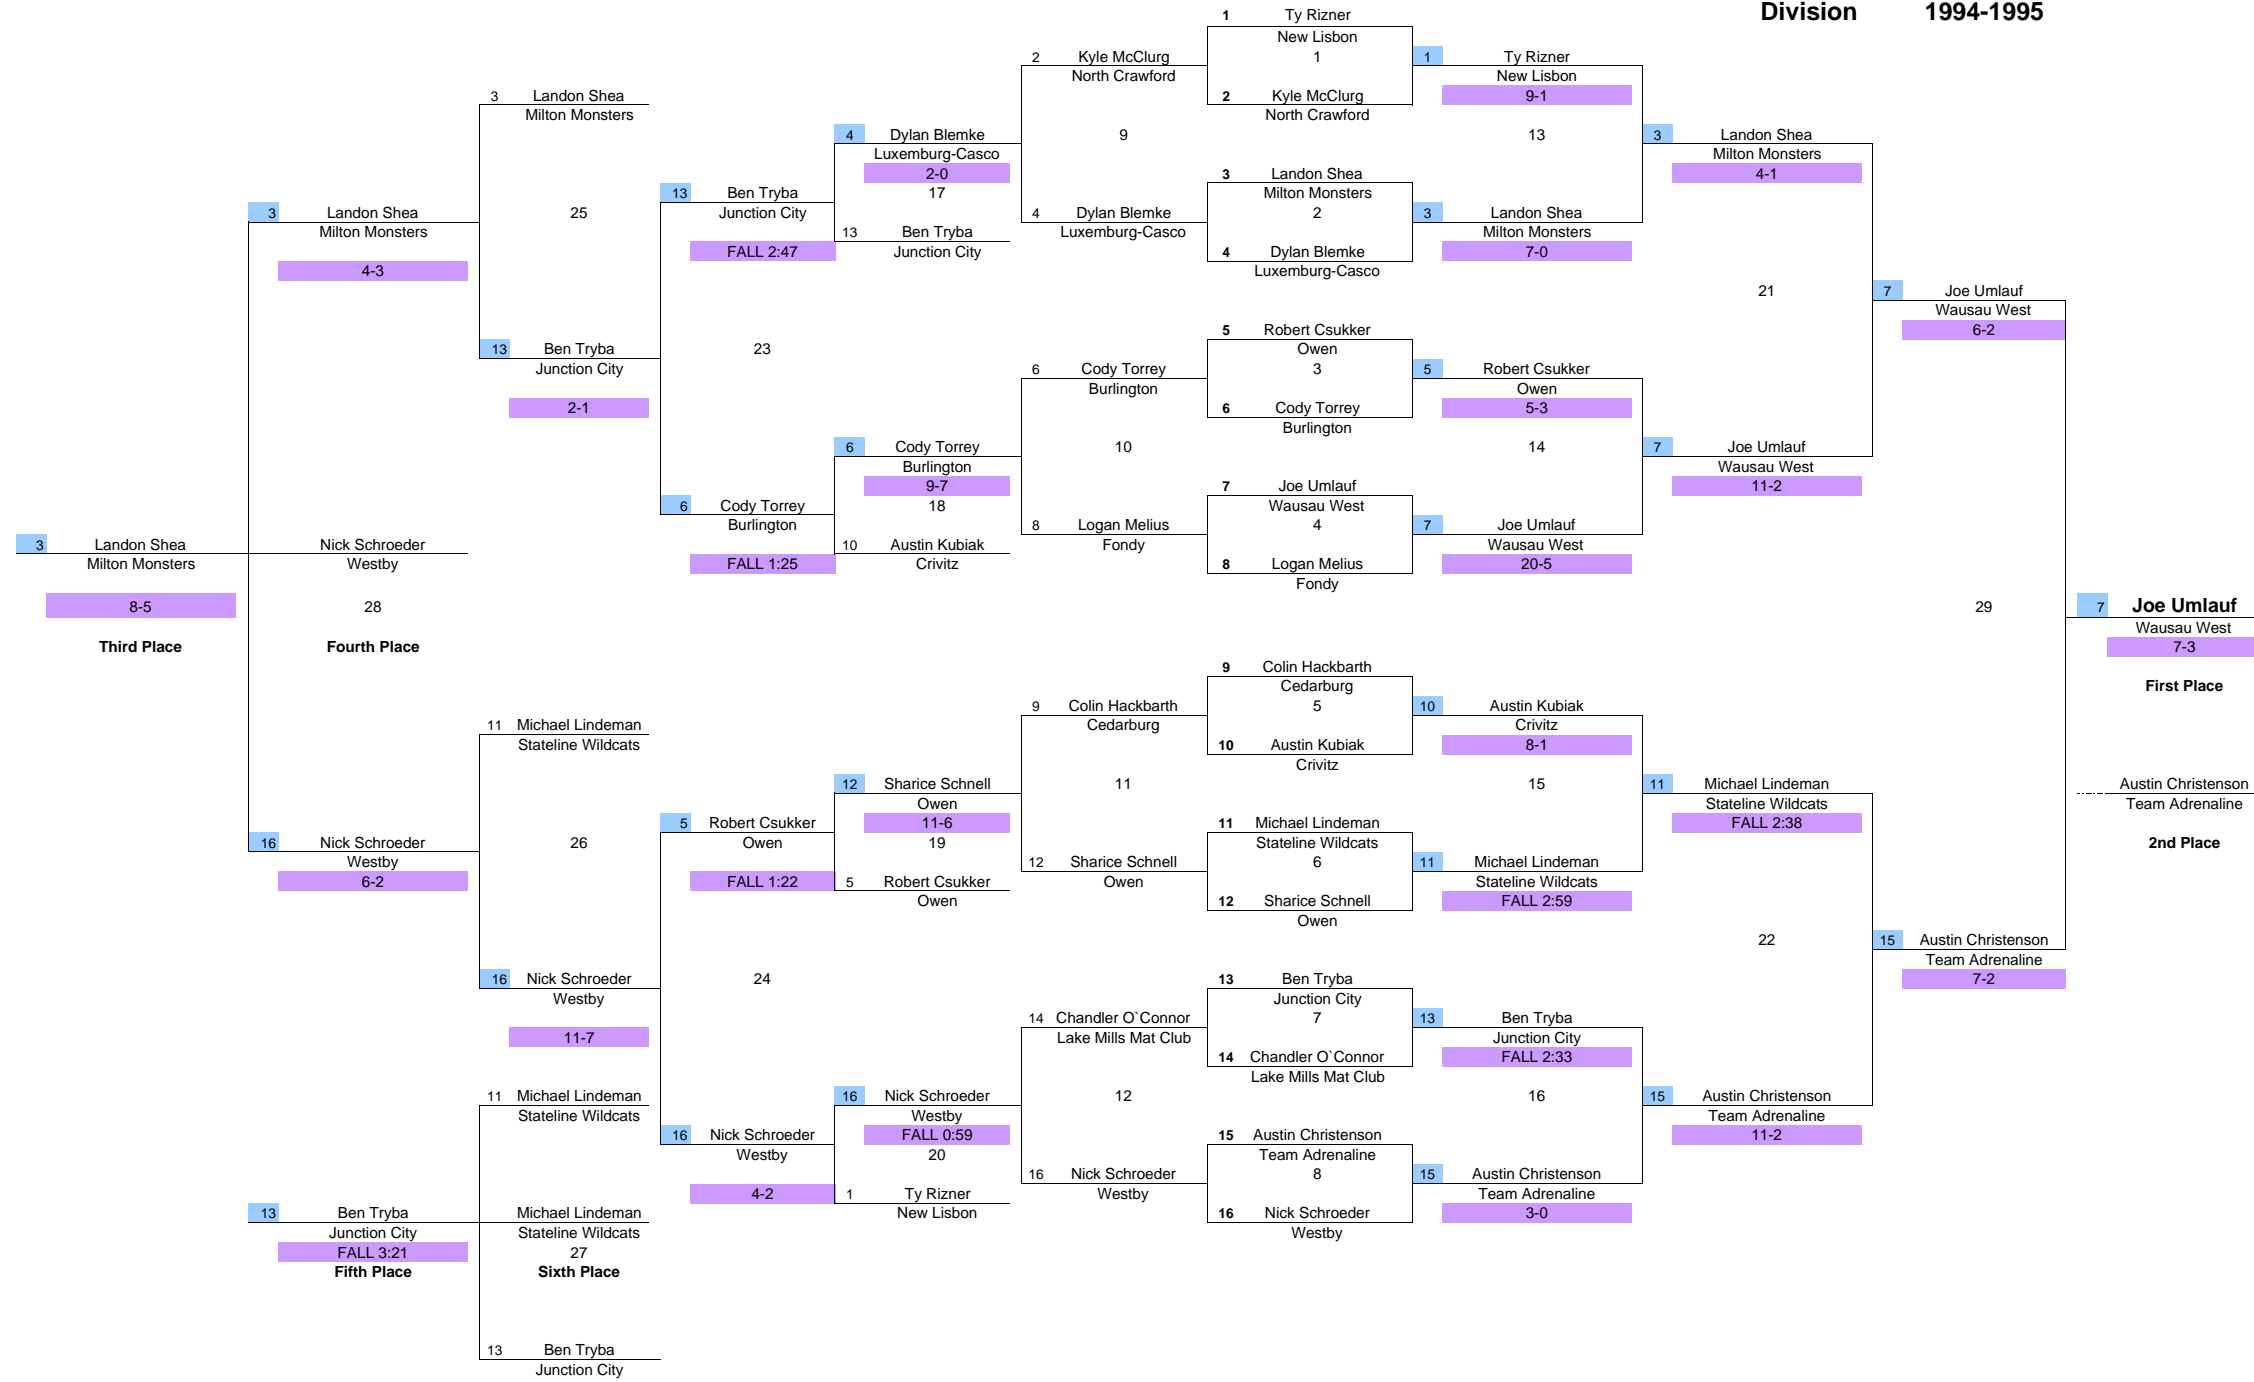 Division 1994-1995
1 Ty Rizner
New Lisbon
1
2 Kyle McClurg
North Crawford
3 Landon Shea
Milton Monsters
2
4 Dylan Blemke
Luxemburg-Casco
5 Robert Csukker
Owen
3
6 Cody Torrey
Burlington
7 Joe Umlauf
Wausau West
4
8 Logan Melius
Fondy
9 Colin Hackbarth
Cedarburg
5
10 Austin Kubiak
Crivitz
11 Michael Lindeman
Stateline Wildcats
6
12 Sharice Schnell
Owen
13 Ben Tryba
Junction City
7
14 Chandler O`Connor
Lake Mills Mat Club
15 Austin Christenson
Team Adrenaline
8
16 Nick Schroeder
Westby
1 Ty Rizner
New Lisbon
9-1
13
3 Landon Shea
Milton Monsters
7-0
5 Robert Csukker
Owen
5-3
14
7 Joe Umlauf
Wausau West
20-5
10 Austin Kubiak
Crivitz
8-1
15
11 Michael Lindeman
Stateline Wildcats
FALL 2:59
13 Ben Tryba
Junction City
FALL 2:33
16
15 Austin Christenson
Team Adrenaline
3-0
3 Landon Shea
Milton Monsters
4-1
21
7 Joe Umlauf
Wausau West
11-2
11 Michael Lindeman
Stateline Wildcats
FALL 2:38
22
15 Austin Christenson
Team Adrenaline
11-2
7 Joe Umlauf
Wausau West
6-2
29
15 Austin Christenson
Team Adrenaline
7-2
7 Joe Umlauf
Wausau West
7-3
First Place
Austin Christenson
Team Adrenaline
2nd Place
2 Kyle McClurg
North Crawford
9
4 Dylan Blemke
Luxemburg-Casco
6 Cody Torrey
Burlington
10
8 Logan Melius
Fondy
9 Colin Hackbarth
Cedarburg
11
12 Sharice Schnell
Owen
14 Chandler O`Connor
Lake Mills Mat Club
12
16 Nick Schroeder
Westby
4 Dylan Blemke
Luxemburg-Casco
2-0
17
13 Ben Tryba
Junction City
6 Cody Torrey
Burlington
9-7
18
10 Austin Kubiak
Crivitz
12 Sharice Schnell
Owen
11-6
19
5 Robert Csukker
Owen
16 Nick Schroeder
Westby
FALL 0:59
20
1 Ty Rizner
New Lisbon
13 Ben Tryba
Junction City
FALL 2:47
23
6 Cody Torrey
Burlington
FALL 1:25
5 Robert Csukker
Owen
FALL 1:22
24
16 Nick Schroeder
Westby
4-2
3 Landon Shea
Milton Monsters
25
13 Ben Tryba
Junction City
2-1
11 Michael Lindeman
Stateline Wildcats
26
16 Nick Schroeder
Westby
11-7
3 Landon Shea
Milton Monsters
4-3
Nick Schroeder
Westby
28
Fourth Place
16 Nick Schroeder
Westby
6-2
3 Landon Shea
Milton Monsters
8-5
Third Place
11 Michael Lindeman
Stateline Wildcats
Michael Lindeman
Stateline Wildcats
27
Sixth Place
13 Ben Tryba
Junction City
13 Ben Tryba
Junction City
FALL 3:21
Fifth Place